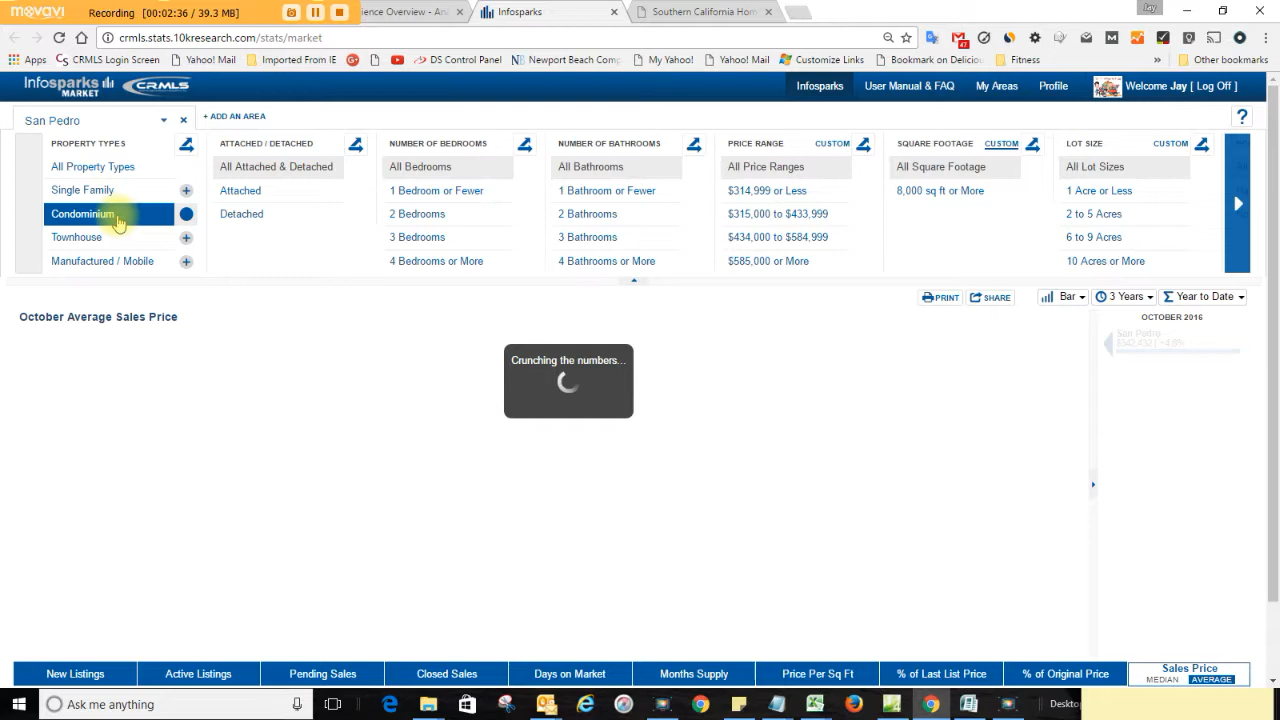 movavi Recording (>) 00:02:36 / 39.3 MB
ience Overview - An
Infosparks
Southern California Hom
Jay
crmls.stats.10kresearch.com/stats/market
47
Apps
CRMLS Login Screen
Yahoo! Mail
Imported From IE
DS Control Panel
Newport Beach Comp
My Yahoo!
Yahoo! Mail
Customize Links
Bookmark on Deliciou
Fitness
Other bookmarks
Infosparks MARKET
CRMLS
Infosparks
User Manual & FAQ
My Areas
Profile
Welcome Jay [ Log Off ]
San Pedro
+ ADD AN AREA
?
PROPERTY TYPES
All Property Types
Single Family
Condominium
Townhouse
Manufactured / Mobile
ATTACHED / DETACHED
All Attached & Detached
Attached
Detached
NUMBER OF BEDROOMS
All Bedrooms
1 Bedroom or Fewer
2 Bedrooms
3 Bedrooms
4 Bedrooms or More
NUMBER OF BATHROOMS
All Bathrooms
1 Bathroom or Fewer
2 Bathrooms
3 Bathrooms
4 Bathrooms or More
PRICE RANGE CUSTOM
All Price Ranges
$314,999 or Less
$315,000 to $433,999
$434,000 to $584,999
$585,000 or More
SQUARE FOOTAGE CUSTOM
All Square Footage
8,000 sq ft or More
LOT SIZE CUSTOM
All Lot Sizes
1 Acre or Less
2 to 5 Acres
6 to 9 Acres
10 Acres or More
PRINT
SHARE
Bar
3 Years
Year to Date
October Average Sales Price
OCTOBER 2016
San Pedro
Crunching the numbers...
New Listings
Active Listings
Pending Sales
Closed Sales
Days on Market
Months Supply
Price Per Sq Ft
% of Last List Price
% of Original Price
Sales Price
MEDIAN AVERAGE
Ask me anything
Desktop